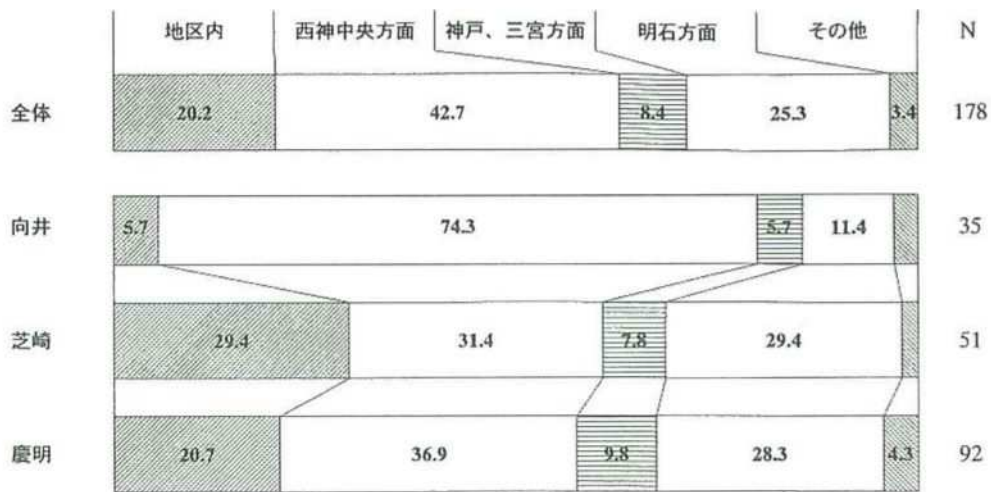 地区内 西神中央方面 神戸、三宮方面 明石方面 その他 N
全体 20.2 42.7 8.4 25.3 3.4 178
向井 5.7 74.3 5.7 11.4 35
芝崎 29.4 31.4 7.8 29.4 51
慶明 20.7 36.9 9.8 28.3 4.3 92